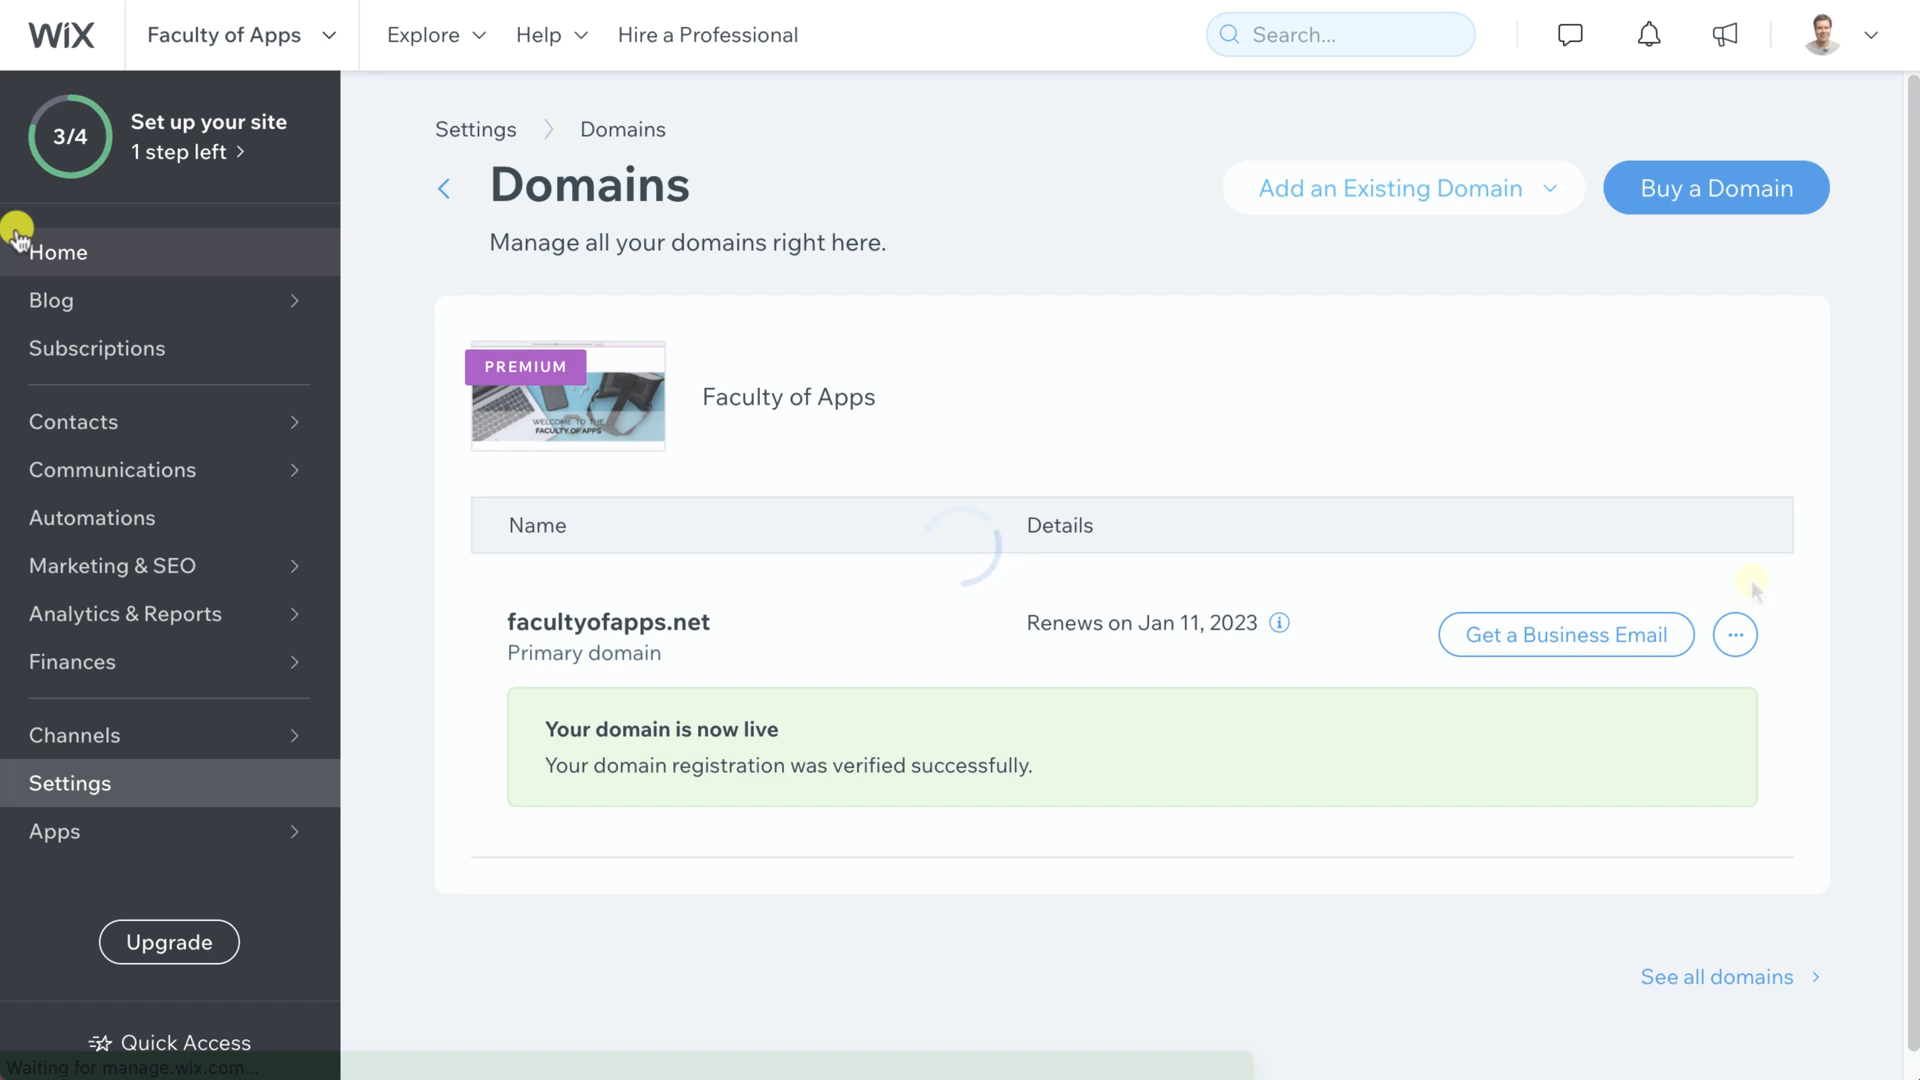 WiX
Faculty of Apps
Explore
Help
Hire a Professional
Search...
3/4
Set up your site
1 step left
Home
Blog
Subscriptions
Contacts
Communications
Automations
Marketing & SEO
Analytics & Reports
Finances
Channels
Settings
Apps
Upgrade
Quick Access
Waiting for manage.wix.com...
Settings
Domains
Domains
Add an Existing Domain
Buy a Domain
Manage all your domains right here.
PREMIUM
WELCOME TO THE
FACULTY OF APPS
Faculty of Apps
Name
Details
facultyofapps.net
Renews on Jan 11, 2023
Primary domain
Get a Business Email
Your domain is now live
Your domain registration was verified successfully.
See all domains